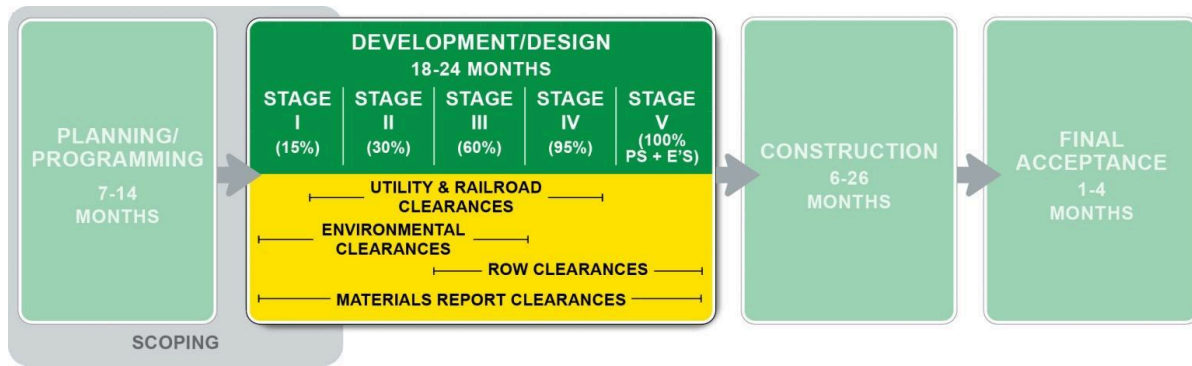 PLANNING/
PROGRAMMING
7-14
MONTHS
SCOPING
DEVELOPMENT/DESIGN
18-24 MONTHS
STAGE
I
(15%)
STAGE
II
(30%)
STAGE
III
(60%)
STAGE
IV
(95%)
STAGE
V
(100%
PS + E'S)
UTILITY & RAILROAD
CLEARANCES
ENVIRONMENTAL
CLEARANCES
ROW CLEARANCES
MATERIALS REPORT CLEARANCES
CONSTRUCTION
6-26
MONTHS
FINAL
ACCEPTANCE
1-4
MONTHS